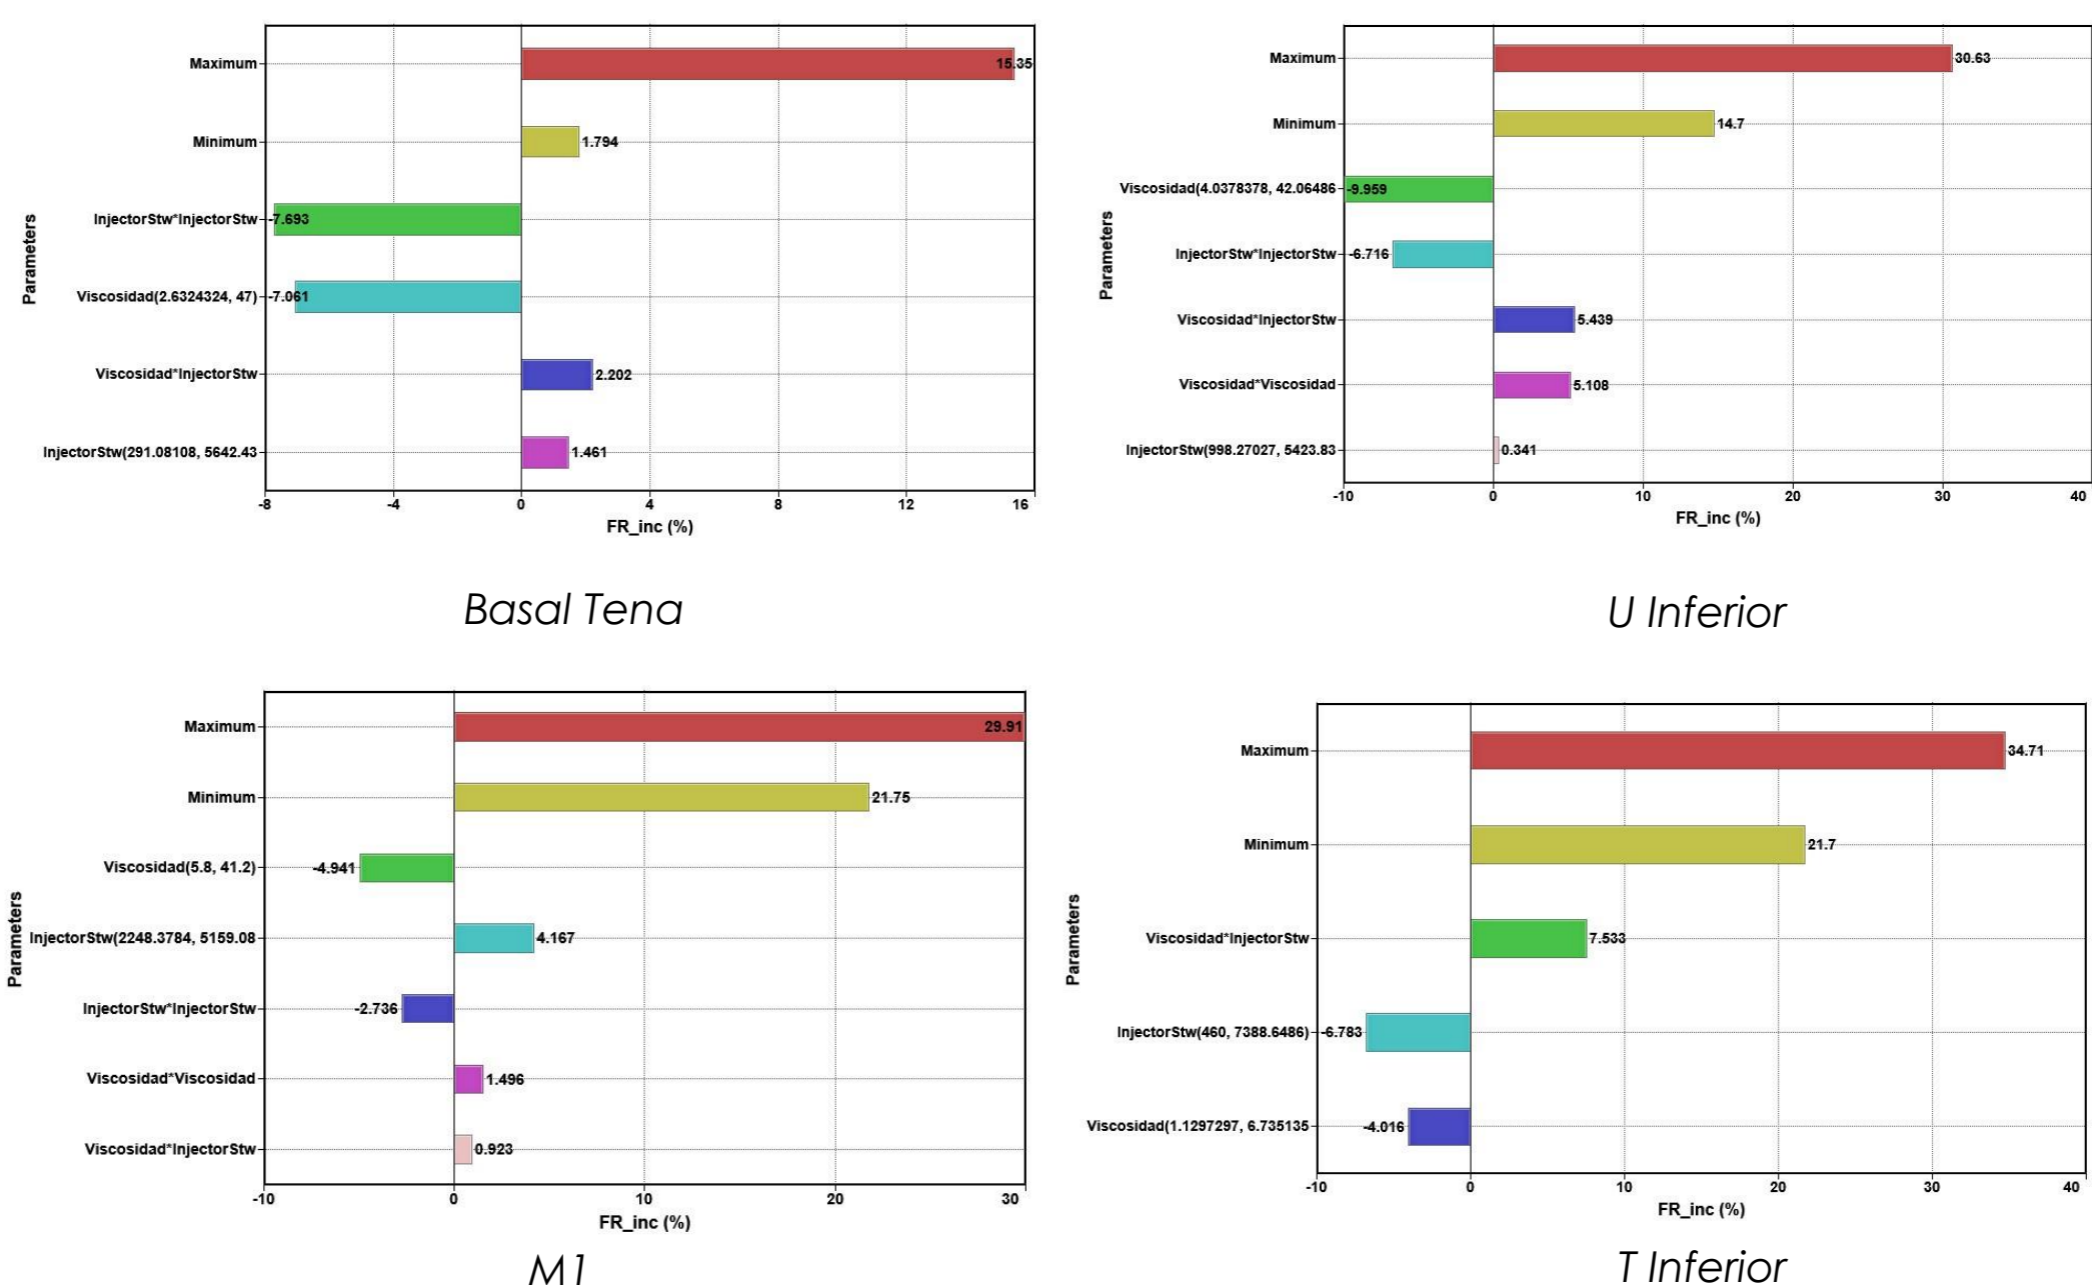 Maximum
15.35
Minimum
1.794
InjectorStw*InjectorStw
-7.693
Viscosidad(2.6324324, 47)
-7.061
Viscosidad*InjectorStw
2.202
InjectorStw(291.08108, 5642.43
1.461
Parameters
-8 -4 0 4 8 12 16
FR_inc (%)
Basal Tena
Maximum
30.63
Minimum
14.7
Viscosidad(4.0378378, 42.06486
-9.959
InjectorStw*InjectorStw
-6.716
Viscosidad*InjectorStw
5.439
Viscosidad*Viscosidad
5.108
InjectorStw(998.27027, 5423.83
0.341
Parameters
-10 0 10 20 30 40
FR_inc (%)
U Inferior
Maximum
29.91
Minimum
21.75
Viscosidad(5.8, 41.2)
-4.941
InjectorStw(2248.3784, 5159.08
4.167
InjectorStw*InjectorStw
-2.736
Viscosidad*Viscosidad
1.496
Viscosidad*InjectorStw
0.923
Parameters
-10 0 10 20 30
FR_inc (%)
M1
Maximum
34.71
Minimum
21.7
Viscosidad*InjectorStw
7.533
InjectorStw(460, 7388.6486)
-6.783
Viscosidad(1.1297297, 6.735135
-4.016
Parameters
-10 0 10 20 30 40
FR_inc (%)
T Inferior